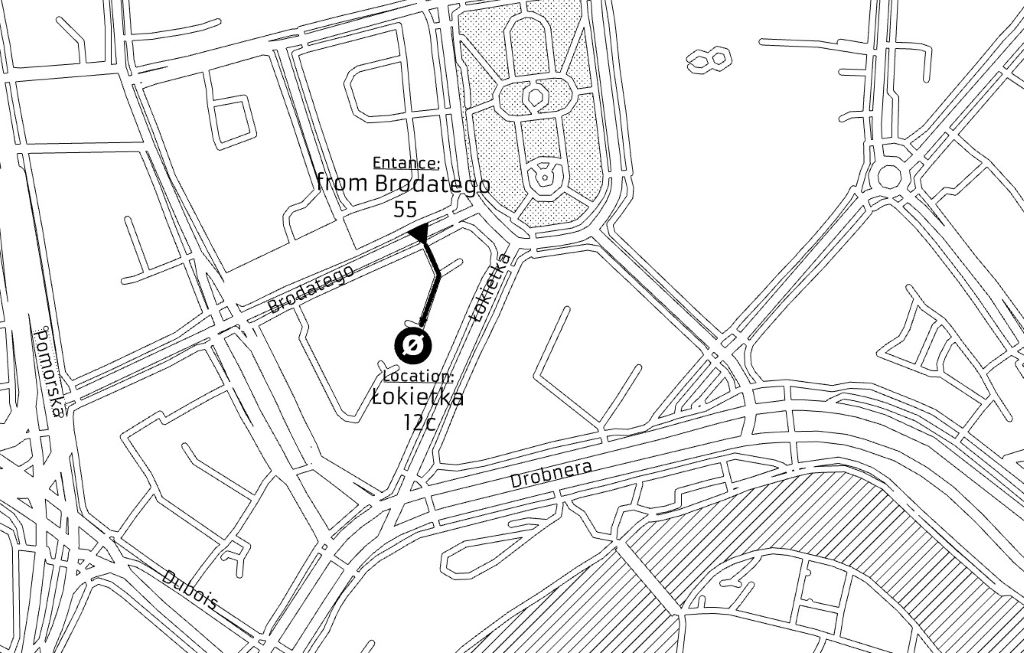 Entance:
from Brodatego
55
Brodatego
Łokietka
Pomorska
Ø
Location:
Łokietka
12c
Drobnera
Dubois